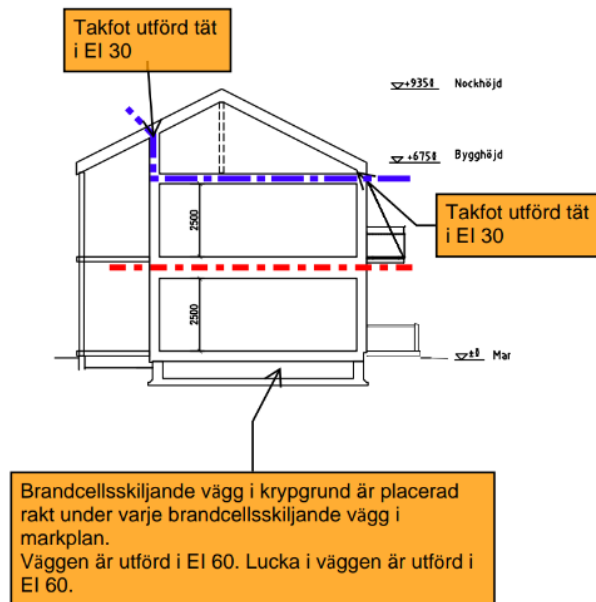 Takfot utförd tät
i EI 30
+9350 Nockhöjd
+6750 Bygghöjd
Takfot utförd tät
i EI 30
2500
2500
±0 Mar
Brandcellsskiljande vägg i krypgrund är placerad
rakt under varje brandcellsskiljande vägg i
markplan.
Väggen är utförd i EI 60. Lucka i väggen är utförd i
EI 60.